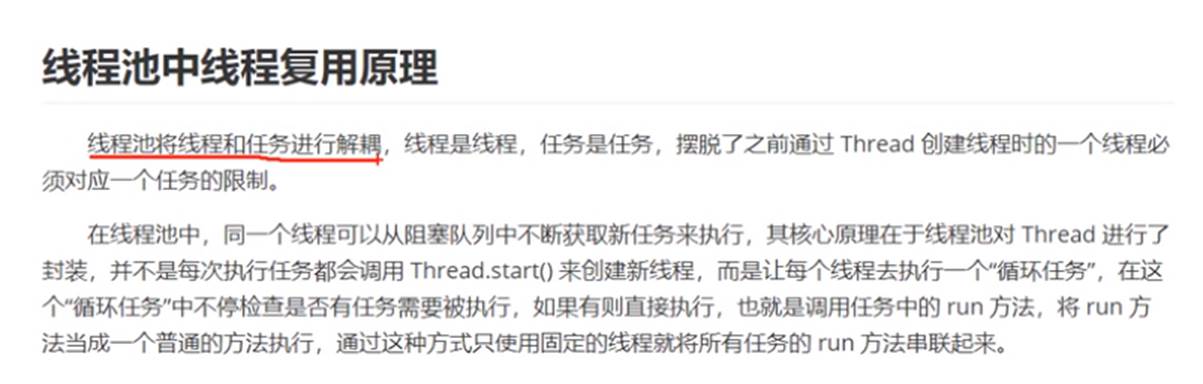 线程池中线程复用原理
线程池将线程和任务进行解耦，线程是线程，任务是任务，摆脱了之前通过 Thread 创建线程时的一个线程必
须对应一个任务的限制。
在线程池中，同一个线程可以从阻塞队列中不断获取新任务来执行，其核心原理在于线程池对 Thread 进行了
封装，并不是每次执行任务都会调用 Thread.start() 来创建新线程，而是让每个线程去执行一个“循环任务”，在这
个“循环任务”中不停检查是否有任务需要被执行，如果有则直接执行，也就是调用任务中的 run 方法，将 run 方
法当成一个普通的方法执行，通过这种方式只使用固定的线程就将所有任务的 run 方法串联起来。